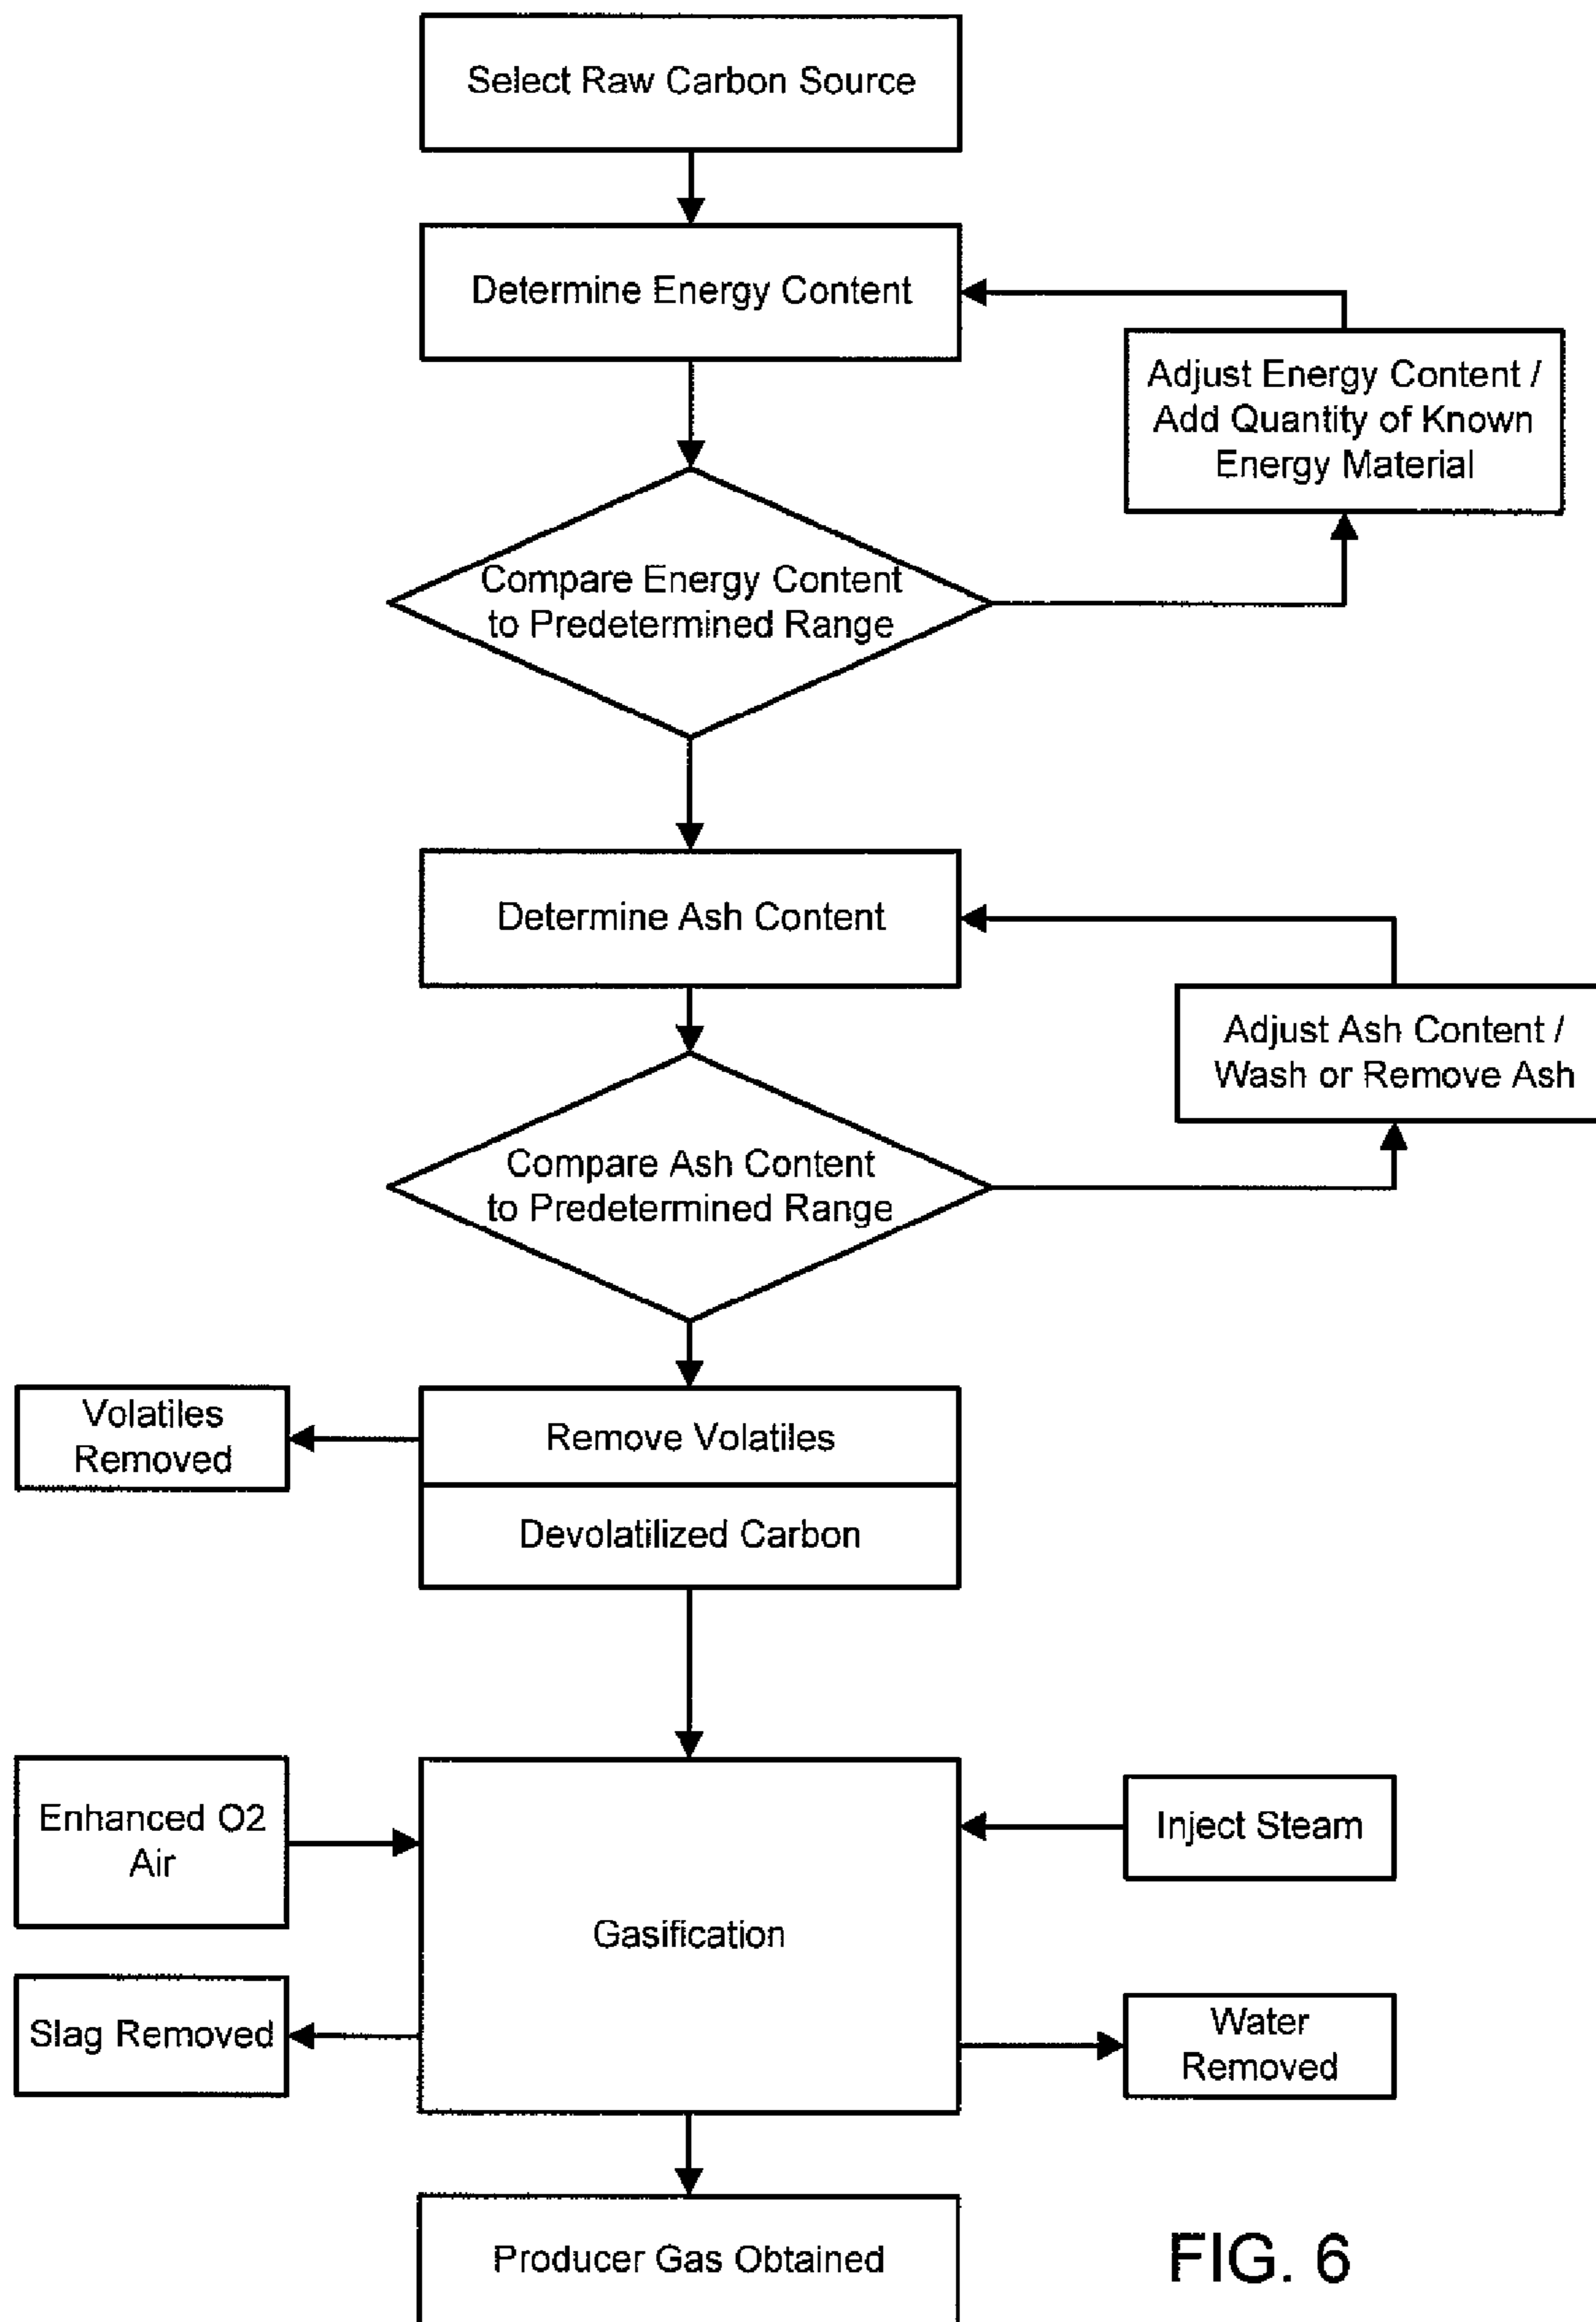 Select Raw Carbon Source
Determine Energy Content
Adjust Energy Content /
Add Quantity of Known
Energy Material
Compare Energy Content
to Predetermined Range
Determine Ash Content
Adjust Ash Content /
Wash or Remove Ash
Compare Ash Content
to Predetermined Range
Volatiles
Removed
Remove Volatiles
Devolatilized Carbon
Enhanced O2
Air
Inject Steam
Gasification
Slag Removed
Water
Removed
Producer Gas Obtained
FIG. 6